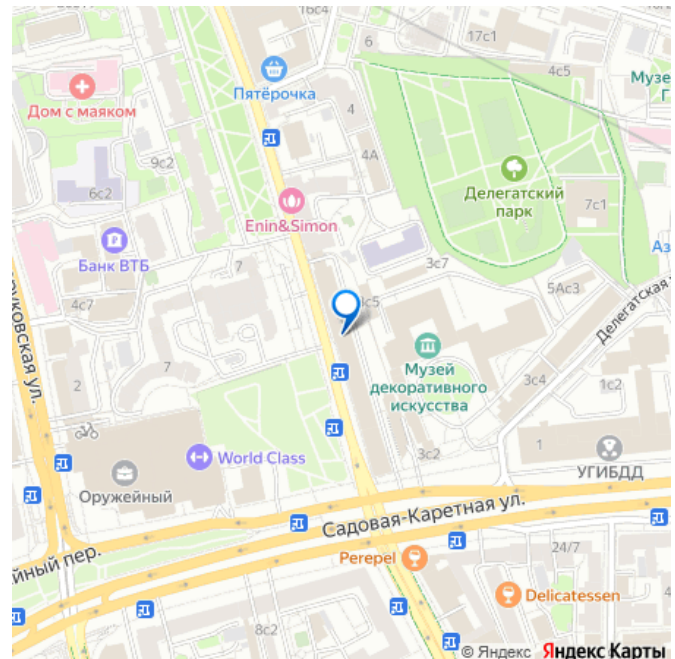 16с4
17с1
6
4с5
Музе
Г
Пятёрочка
Дом с маяком
4
4А
9с2
6с2
Делегатский
парк
7с1
Enin&Simon
Банк ВТБ
7
3с7
Аз
5Ас3
4с7
с5
Делегатская у
руковская ул.
7
2
Музей
декоративного
искусства
3с4
1с2
World Class
3с2
1
УГИБДД
Оружейный
Садовая-Каретная ул.
йный пер.
Perepel
24/7
Delicatessen
4
8с2
© Яндекс Яндекс Карты